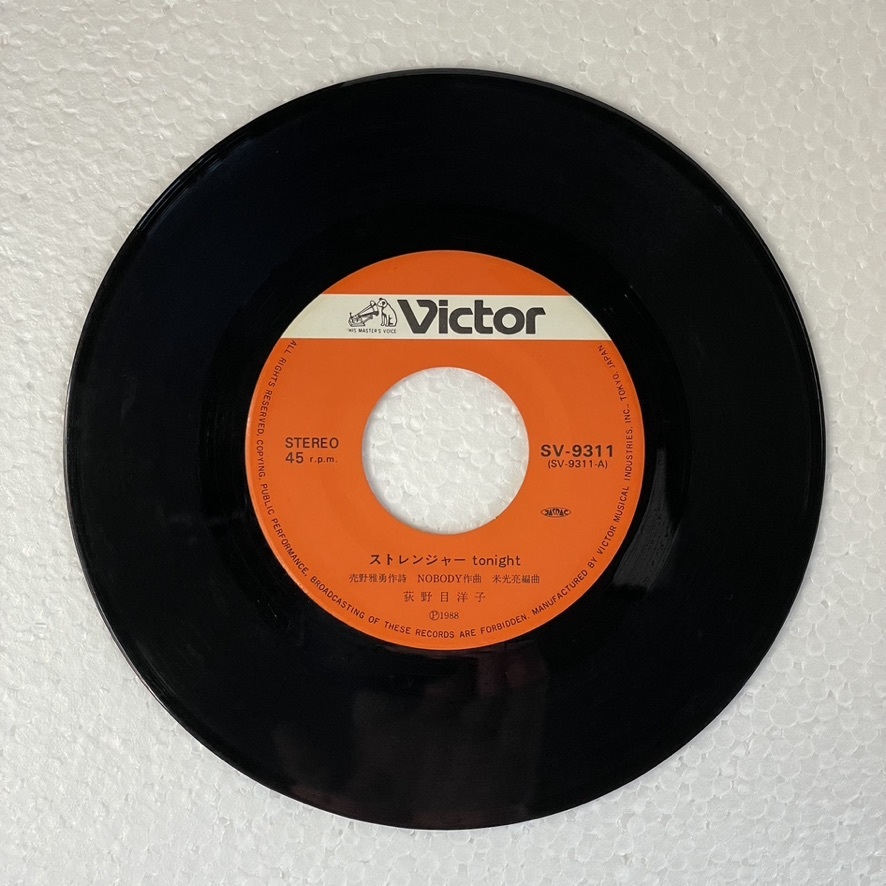 HIS MASTER'S VOICE
Victor
STEREO
45 r.p.m.
SV-9311
(SV-9311-A)
JASRAC
ストレンジャー tonight
売野雅勇作詩 NOBODY作曲 米光亮編曲
荻野目洋子
Ⓟ1988
ALL RIGHTS RESERVED. COPYING, PUBLIC PERFORMANCE, BROADCASTING OF THESE RECORDS ARE FORBIDDEN. MANUFACTURED BY VICTOR MUSICAL INDUSTRIES, INC., TOKYO, JAPAN